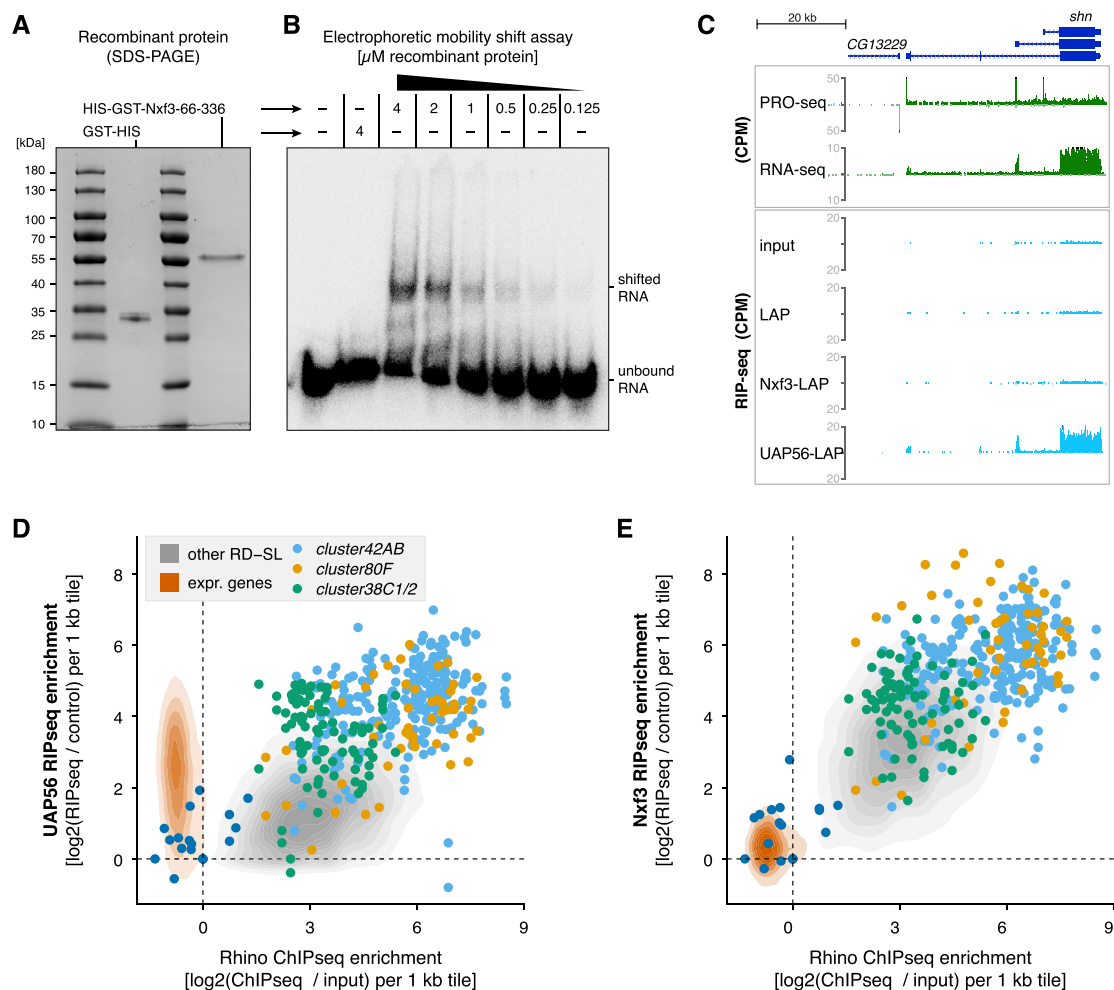 A
Recombinant protein
(SDS-PAGE)
HIS-GST-Nxf3-66-336
GST-HIS
[kDa]
180
130
100
70
55
40
35
25
15
10
B
Electrophoretic mobility shift assay
[µM recombinant protein]
– – 4 2 1 0.5 0.25 0.125
– 4 – – – – – –
shifted
RNA
unbound
RNA
C
20 kb
shn
CG13229
(CPM)
PRO-seq
50
50
RNA-seq
10
10
RIP-seq (CPM)
input
20
20
LAP
20
20
Nxf3-LAP
20
20
UAP56-LAP
20
20
D
other RD−SL
expr. genes
cluster42AB
cluster80F
cluster38C1/2
UAP56 RIPseq enrichment
[log2(RIPseq / control) per 1 kb tile]
8
6
4
2
0
0 3 6 9
Rhino ChIPseq enrichment
[log2(ChIPseq / input) per 1 kb tile]
E
Nxf3 RIPseq enrichment
[log2(RIPseq / control) per 1 kb tile]
8
6
4
2
0
0 3 6 9
Rhino ChIPseq enrichment
[log2(ChIPseq / input) per 1 kb tile]